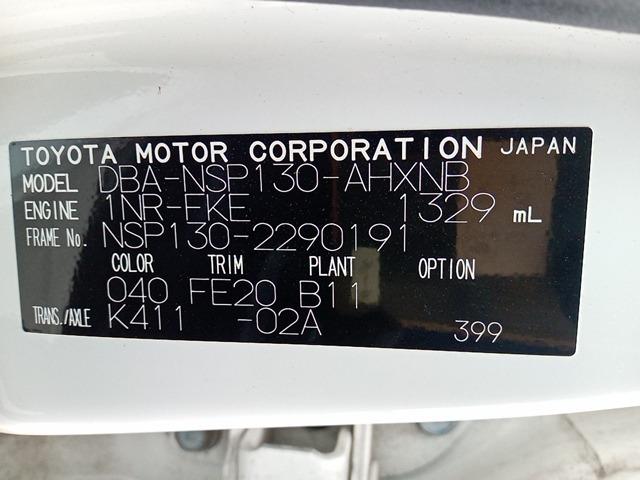 TOYOTA MOTOR CORPORATION JAPAN
MODEL DBA-NSP130-AHXNB
ENGINE 1NR-FKE 1329 mL
FRAME No. NSP130-2290191
COLOR TRIM PLANT OPTION
040 FE20 B11
TRANS./AXLE K411 -02A 399